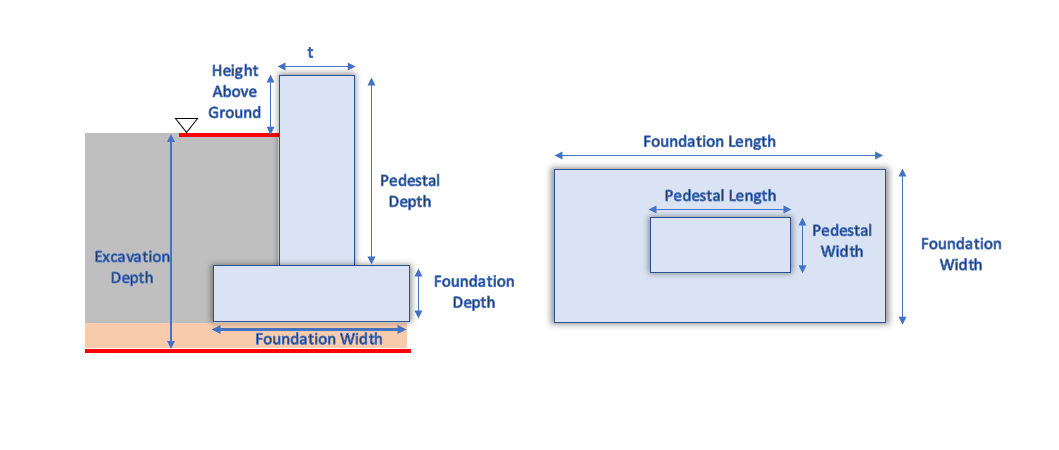 t
Height
Above
Ground
Pedestal
Depth
Excavation
Depth
Foundation
Depth
Foundation Width
Foundation Length
Pedestal Length
Pedestal
Width
Foundation
Width